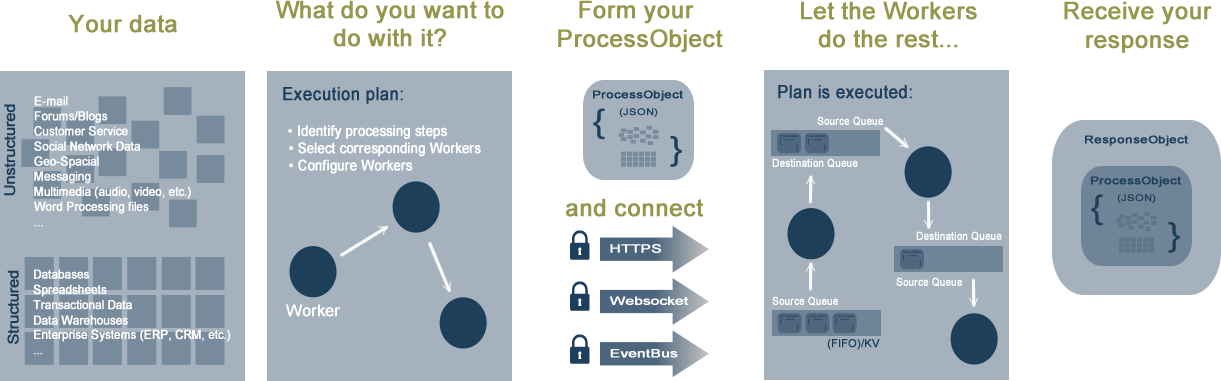 Your data
Unstructured
E-mail
Forums/Blogs
Customer Service
Social Network Data
Geo-Spacial
Messaging
Multimedia (audio, video, etc.)
Word Processing files
...
Structured
Databases
Spreadsheets
Transactional Data
Data Warehouses
Enterprise Systems (ERP, CRM, etc.)
...
What do you want to
do with it?
Execution plan:
• Identify processing steps
• Select corresponding Workers
• Configure Workers
Worker
Form your
ProcessObject
ProcessObject
(JSON)
{
}
and connect
HTTPS
Websocket
EventBus
Let the Workers
do the rest...
Plan is executed:
Source Queue
Destination Queue
Destination Queue
Source Queue
Source Queue
(FIFO)/KV
Receive your
response
ResponseObject
ProcessObject
(JSON)
{
}